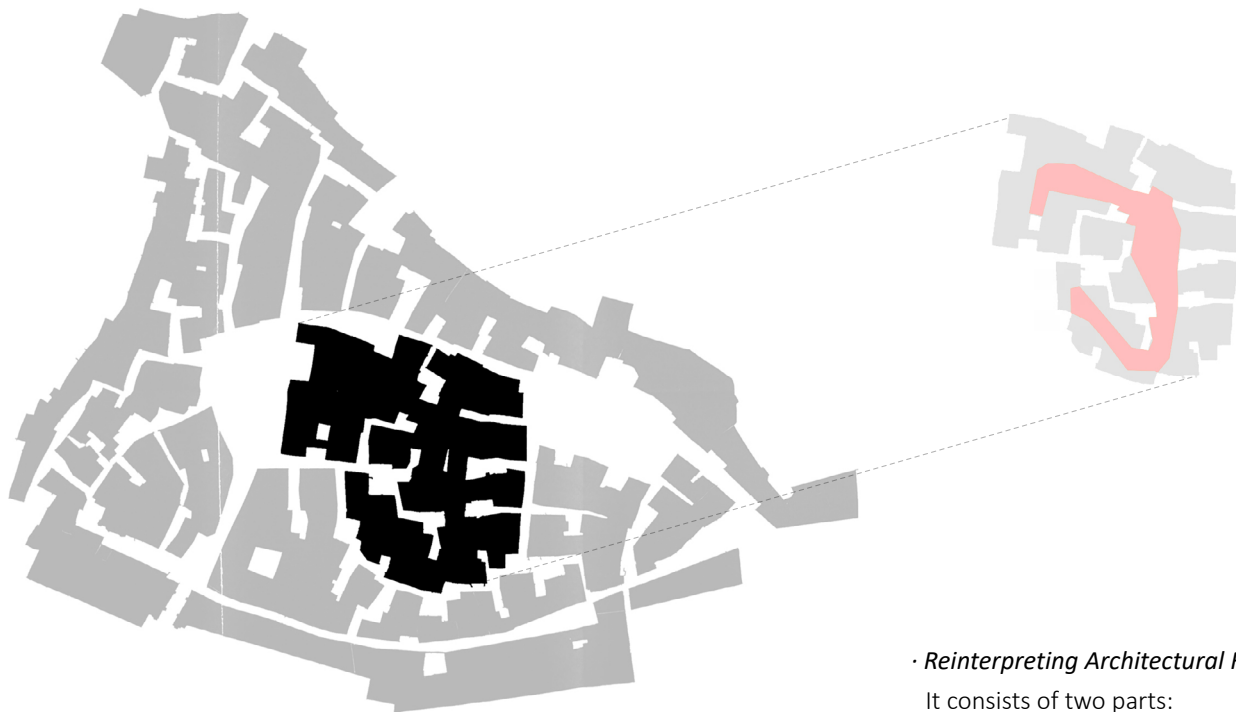 · Reinterpreting Architectural
It consists of two parts: